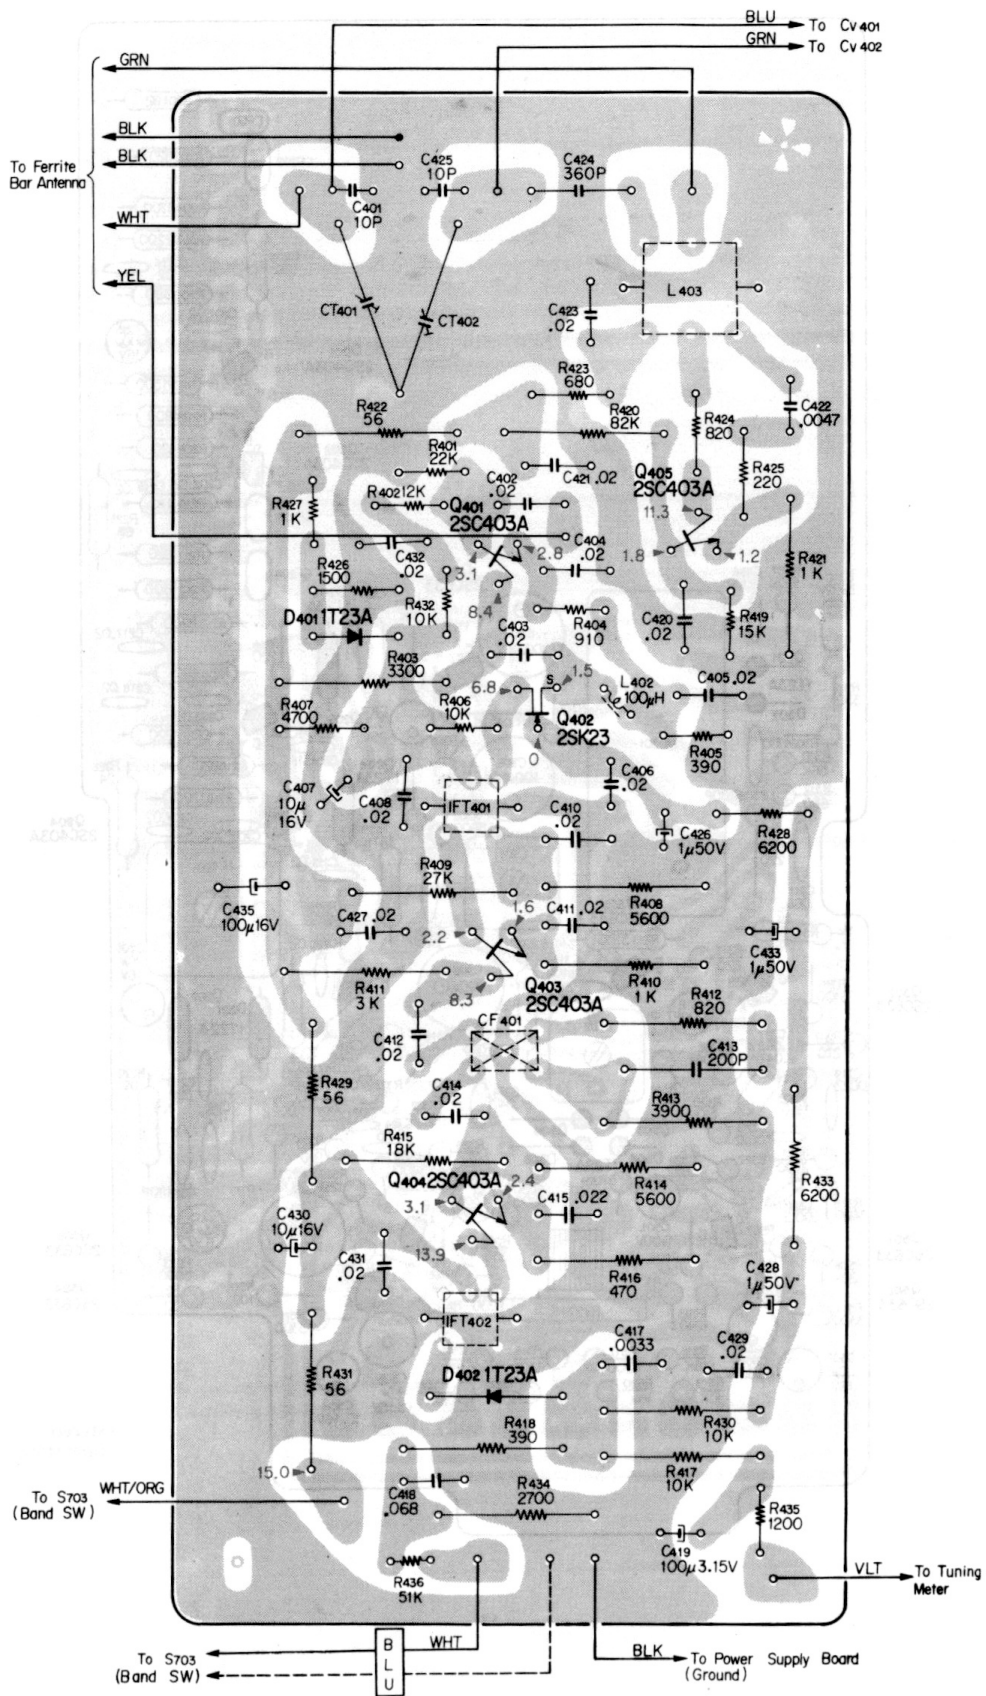 BLU To Cv401
GRN To Cv402
GRN
BLK
BLK
To Ferrite
Bar Antenna
WHT
YEL
C425
10P
C424
360P
C401
10P
CT401
CT402
C423
.02
L403
R423
680
R422
56
R420
82K
R424
820
C422
.0047
R401
22K
C421 .02
Q405
2SC403A
R425
220
R427
1K
R402 12K
C402
.02
Q401
2SC403A
11.3
C432
.02
3.1
2.8
C404
.02
1.8
1.2
R421
1K
R426
1500
R432
10K
8.4
R404
910
C420
.02
R419
15K
D401 1T23A
C403
.02
R403
3300
6.8
S
1.5
L402
100μH
C405 .02
R407
4700
R406
10K
Q402
2SK23
R405
390
0
C407
10μ
16V
C408
.02
IFT401
C406
.02
C410
.02
C426
1μ50V
R428
6200
R409
27K
R408
5600
C435
100μ16V
C427 .02
1.6
C411 .02
2.2
C433
1μ50V
R411
3K
8.3
Q403
2SC403A
R410
1K
R412
820
CF401
C412
.02
C413
200P
R429
56
C414
.02
R413
3900
R415
18K
Q404 2SC403A
2.4
R414
5600
R433
6200
3.1
C415 .022
C430
10μ16V
13.9
C431
.02
R416
470
C428
1μ50V
IFT402
C417
.0033
C429
.02
R431
56
D402 1T23A
R430
10K
R418
390
15.0
R417
10K
WHT/ORG
To S703
(Band SW)
C418
.068
R434
2700
R435
1200
C419
100μ3.15V
R436
51K
VLT To Tuning
Meter
To S703
(Band SW)
BLU
WHT
BLK To Power Supply Board
(Ground)